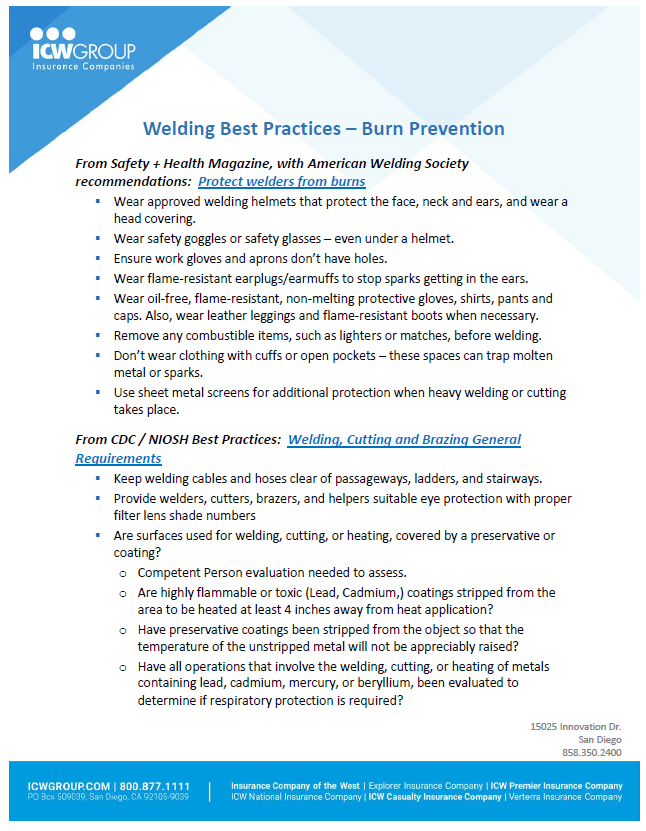 ICWGROUP
Insurance Companies
Welding Best Practices – Burn Prevention
From Safety + Health Magazine, with American Welding Society
recommendations: Protect welders from burns
▪ Wear approved welding helmets that protect the face, neck and ears, and wear a
head covering.
▪ Wear safety goggles or safety glasses – even under a helmet.
▪ Ensure work gloves and aprons don’t have holes.
▪ Wear flame-resistant earplugs/earmuffs to stop sparks getting in the ears.
▪ Wear oil-free, flame-resistant, non-melting protective gloves, shirts, pants and
caps. Also, wear leather leggings and flame-resistant boots when necessary.
▪ Remove any combustible items, such as lighters or matches, before welding.
▪ Don’t wear clothing with cuffs or open pockets – these spaces can trap molten
metal or sparks.
▪ Use sheet metal screens for additional protection when heavy welding or cutting
takes place.
From CDC / NIOSH Best Practices: Welding, Cutting and Brazing General
Requirements
▪ Keep welding cables and hoses clear of passageways, ladders, and stairways.
▪ Provide welders, cutters, brazers, and helpers suitable eye protection with proper
filter lens shade numbers
▪ Are surfaces used for welding, cutting, or heating, covered by a preservative or
coating?
o Competent Person evaluation needed to assess.
o Are highly flammable or toxic (Lead, Cadmium,) coatings stripped from the
area to be heated at least 4 inches away from heat application?
o Have preservative coatings been stripped from the object so that the
temperature of the unstripped metal will not be appreciably raised?
o Have all operations that involve the welding, cutting, or heating of metals
containing lead, cadmium, mercury, or beryllium, been evaluated to
determine if respiratory protection is required?
15025 Innovation Dr.
San Diego
858.350.2400
ICWGROUP.COM | 800.877.1111
PO Box 509039, San Diego, CA 92105-9039
Insurance Company of the West | Explorer Insurance Company | ICW Premier Insurance Company
ICW National Insurance Company | ICW Casualty Insurance Company | Verterra Insurance Company